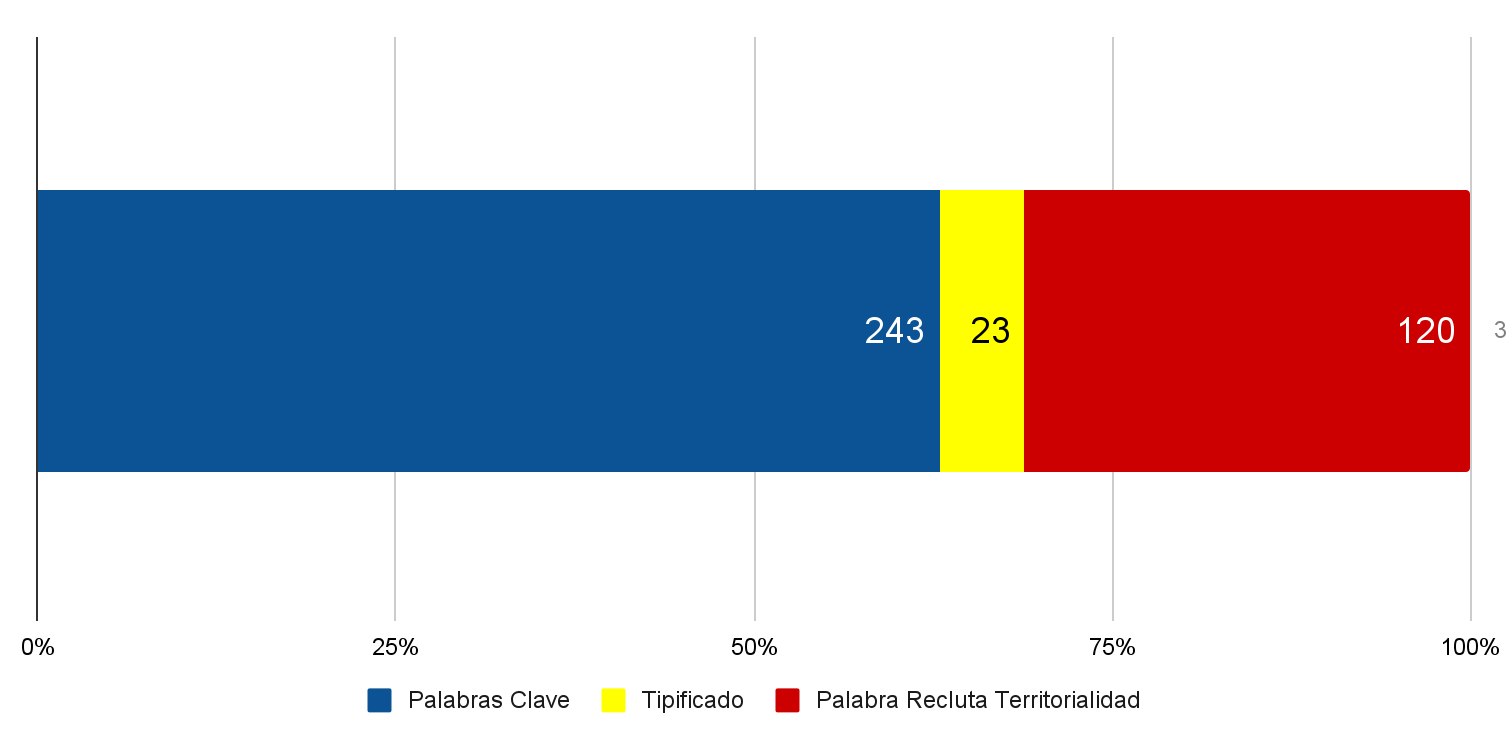 243 23 120 3
0% 25% 50% 75% 100%
Palabras Clave Tipificado Palabra Recluta Territorialidad